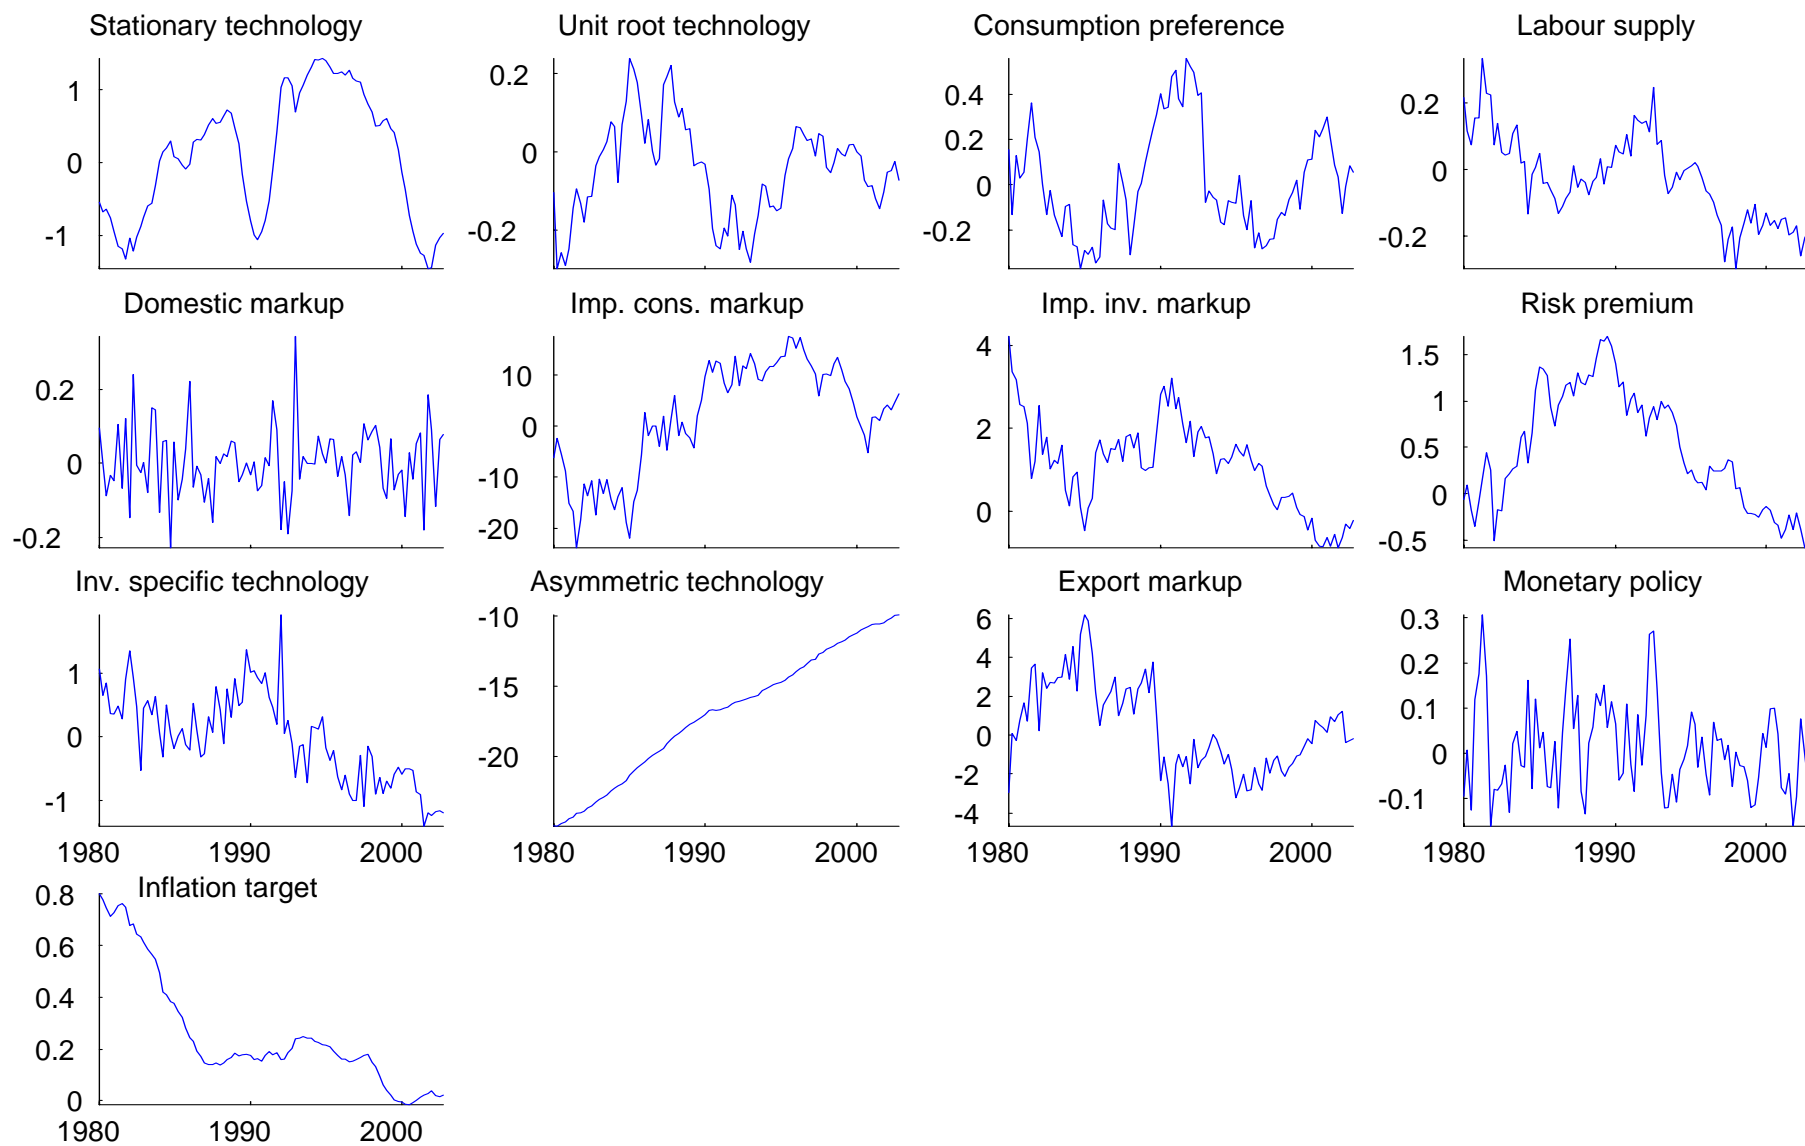 Stationary technology
Unit root technology
Consumption preference
Labour supply
1
0
-1
0.2
0
-0.2
0.4
0.2
0
-0.2
0.2
0
-0.2
Domestic markup
Imp. cons. markup
Imp. inv. markup
Risk premium
0.2
0
-0.2
10
0
-10
-20
4
2
0
1.5
1
0.5
0
-0.5
Inv. specific technology
Asymmetric technology
Export markup
Monetary policy
1
0
-1
-10
-15
-20
6
4
2
0
-2
-4
0.3
0.2
0.1
0
-0.1
1980 1990 2000
1980 1990 2000
1980 1990 2000
1980 1990 2000
Inflation target
0.8
0.6
0.4
0.2
0
1980 1990 2000